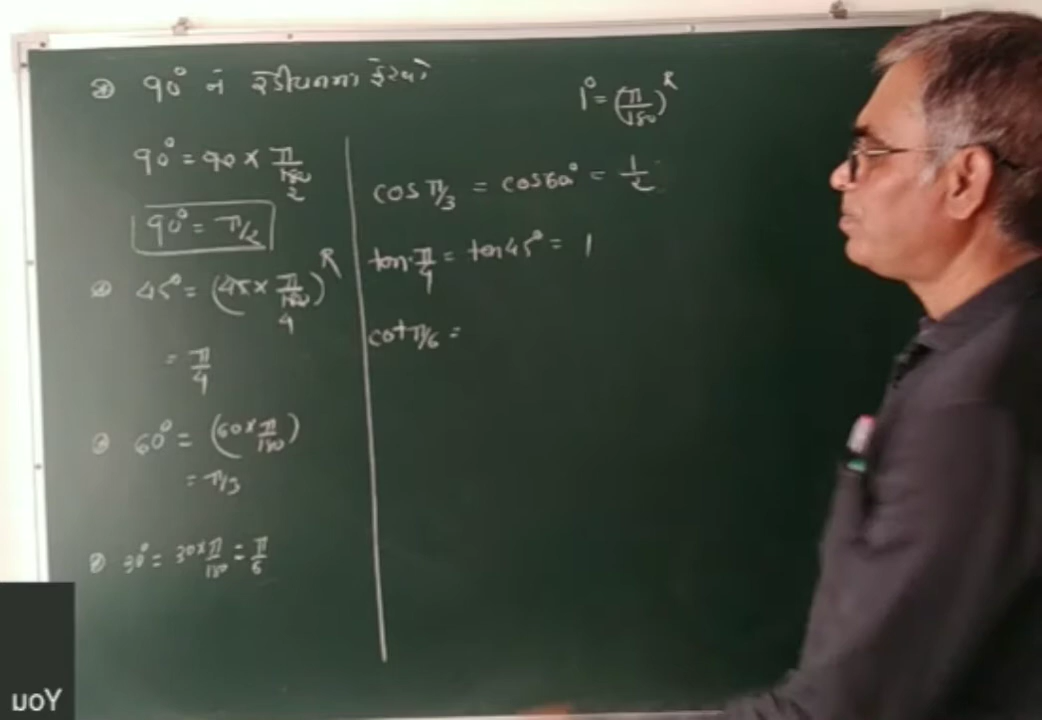 90° ને રેડીયનમાં ફેરવો
1° = (π/180)^R
90° = 90 × π/180
2
90° = π/2
45° = (45 × π/180)^R
4
= π/4
60° = (60 × π/180)
= π/3
30° = 30 × π/180 = π/6
cos π/3 = cos 60° = 1/2
tan π/4 = tan 45° = 1
cot π/6 =
You